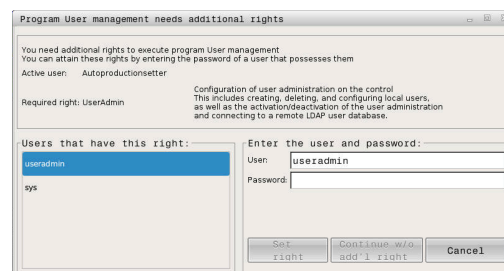 Program User management needs additional rights
You need additional rights to execute program User management
You can attain these rights by entering the password of a user that possesses them
Active user: Autoproductionsetter
Required right: UserAdmin
Configuration of user administration on the control
This includes creating, deleting, and configuring local users,
as well as the activation/deactivation of the user administration
and connecting to a remote LDAP user database.
Users that have this right:
useradmin
sys
Enter the user and password:
User: useradmin
Password:
Set
right
Continue w/o
add'l right
Cancel